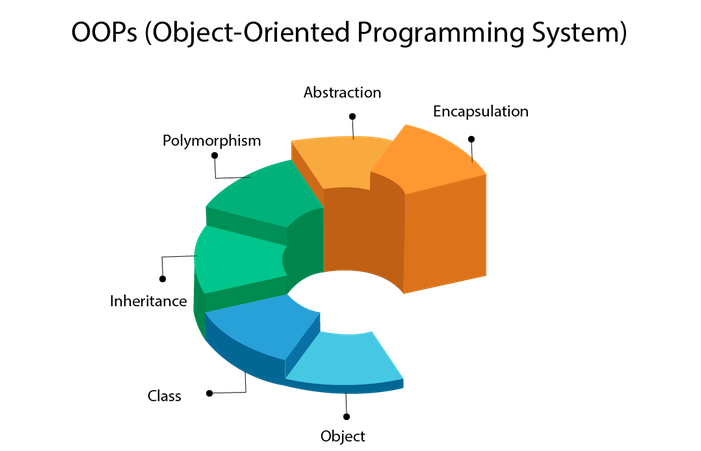 OOPs (Object-Oriented Programming System)
Abstraction
Encapsulation
Polymorphism
Inheritance
Class
Object